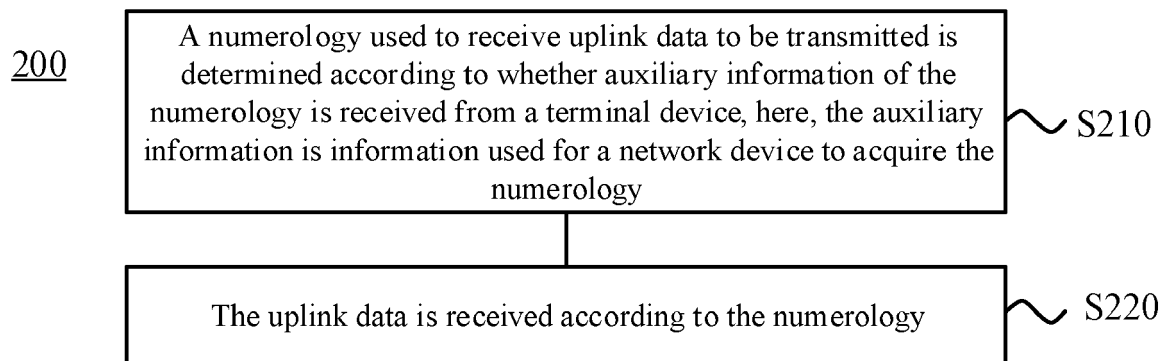 200
A numerology used to receive uplink data to be transmitted is
determined according to whether auxiliary information of the
numerology is received from a terminal device, here, the auxiliary
information is information used for a network device to acquire the
numerology
S210
The uplink data is received according to the numerology
S220